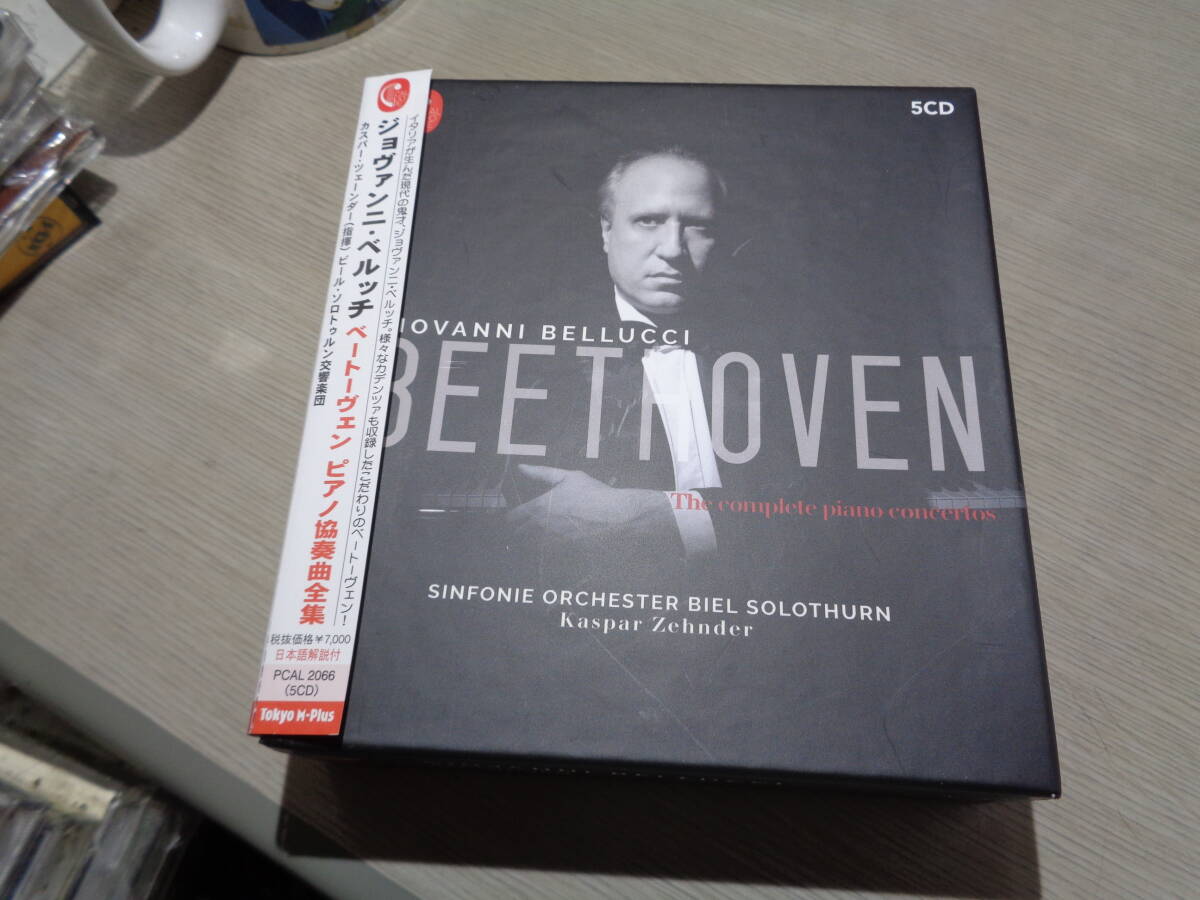 5CD
イタリアが生んだ現代の鬼才、ジョヴァンニ・ベルッチ。様々なカデンツァも収録したこだわりのベートーヴェン!
ジョヴァンニ・ベルッチ ベートーヴェン ピアノ協奏曲全集
カスパー・ツェーンダー(指揮) ビール・ソロトゥルン交響楽団
税抜価格¥7,000
日本語解説付
PCAL 2066
(5CD)
Tokyo M-Plus
IOVANNI BELLUCCI
BEETHOVEN
The complete piano concertos
SINFONIE ORCHESTER BIEL SOLOTHURN
Kaspar Zehnder